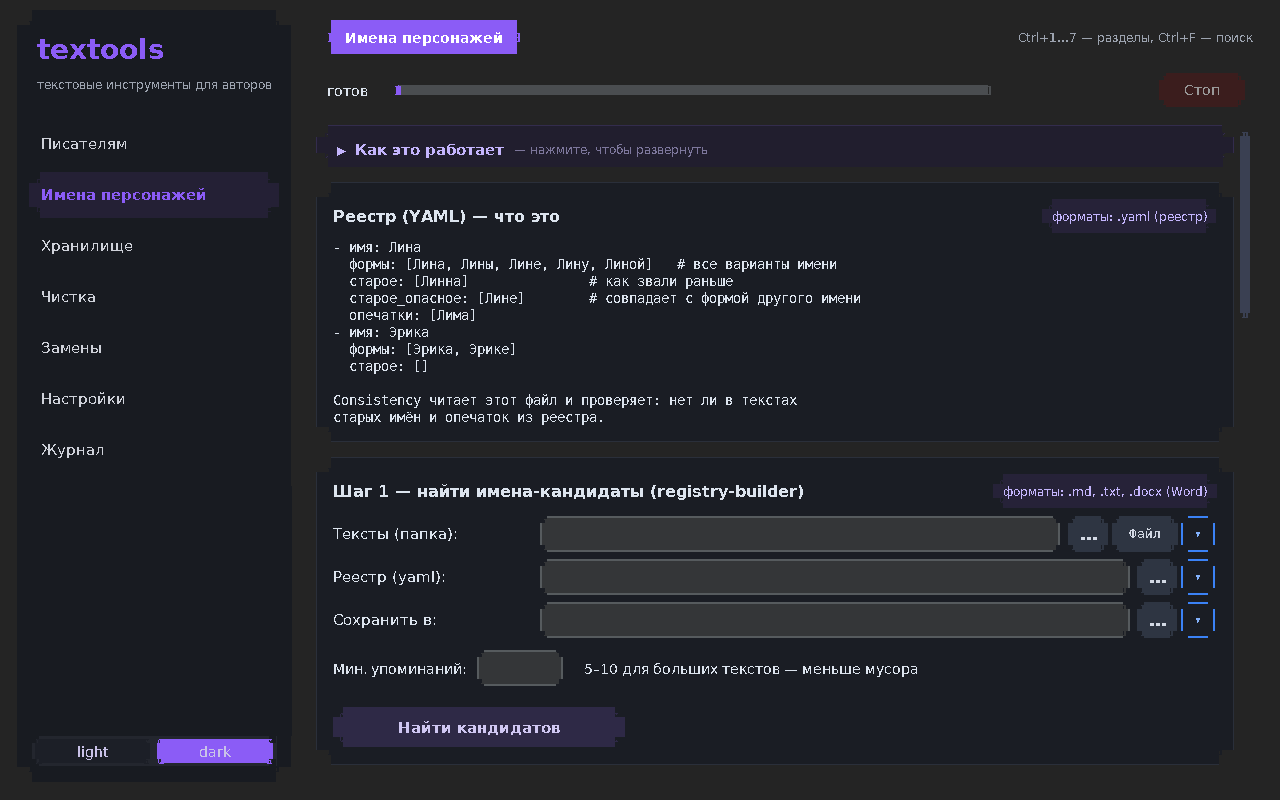 textools
текстовые инструменты для авторов
Писателям
Имена персонажей
Хранилище
Чистка
Замены
Настройки
Журнал
light
dark
Имена персонажей
Ctrl+1…7 — разделы, Ctrl+F — поиск
готов
Стоп
▶ Как это работает — нажмите, чтобы развернуть
Реестр (YAML) — что это
форматы: .yaml (реестр)
- имя: Лина
  формы: [Лина, Лины, Лине, Лину, Линой]   # все варианты имени
  старое: [Линна]               # как звали раньше
  старое_опасное: [Лине]        # совпадает с формой другого имени
  опечатки: [Лима]
- имя: Эрика
  формы: [Эрика, Эрике]
  старое: []
Consistency читает этот файл и проверяет: нет ли в текстах
старых имён и опечаток из реестра.
Шаг 1 — найти имена-кандидаты (registry-builder)
форматы: .md, .txt, .docx (Word)
Тексты (папка):
... Файл ▾
Реестр (yaml):
... ▾
Сохранить в:
... ▾
Мин. упоминаний:
5–10 для больших текстов — меньше мусора
Найти кандидатов